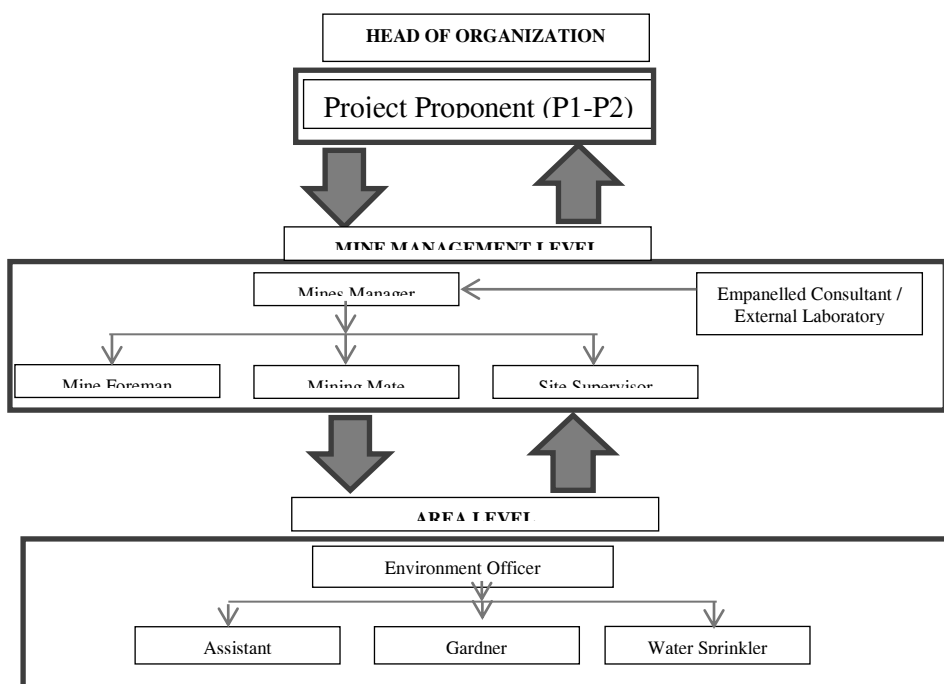 HEAD OF ORGANIZATION
Project Proponent (P1-P2)
MINE MANAGEMENT LEVEL
Mines Manager
Empanelled Consultant /
External Laboratory
Mine Foreman
Mining Mate
Site Supervisor
AREA LEVEL
Environment Officer
Assistant
Gardner
Water Sprinkler